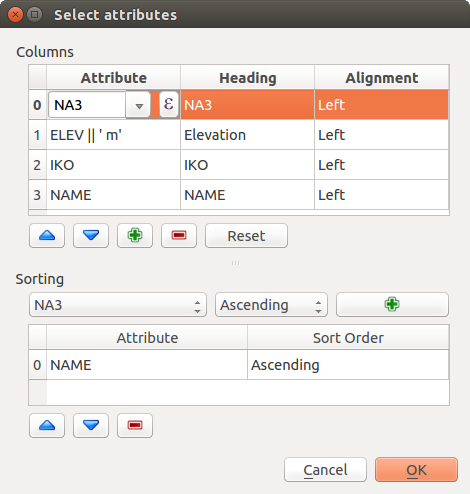 Select attributes
Columns
Attribute Heading Alignment
0 NA3 ε NA3 Left
1 ELEV || ' m' Elevation Left
2 IKO IKO Left
3 NAME NAME Left
Reset
Sorting
NA3 Ascending
Attribute Sort Order
0 NAME Ascending
Cancel OK